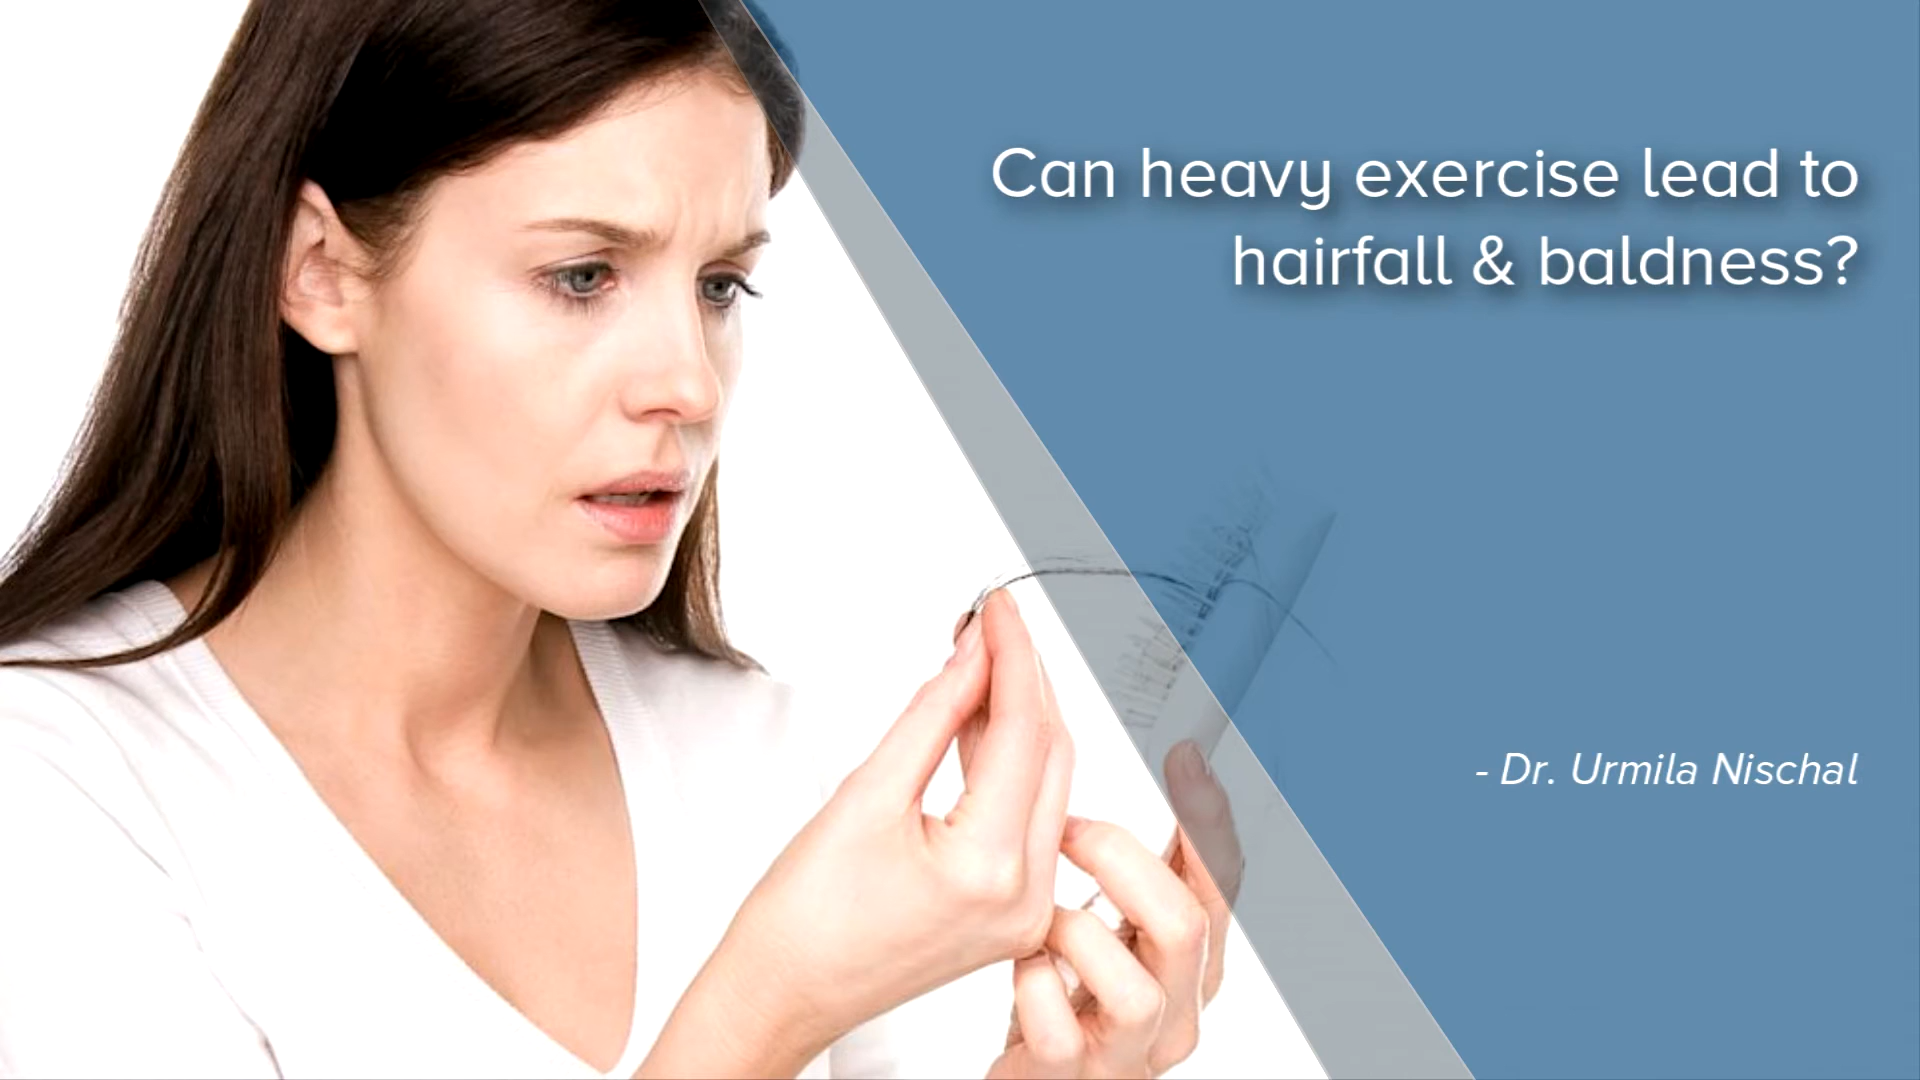 Can heavy exercise lead to
hairfall & baldness?
- Dr. Urmila Nischal